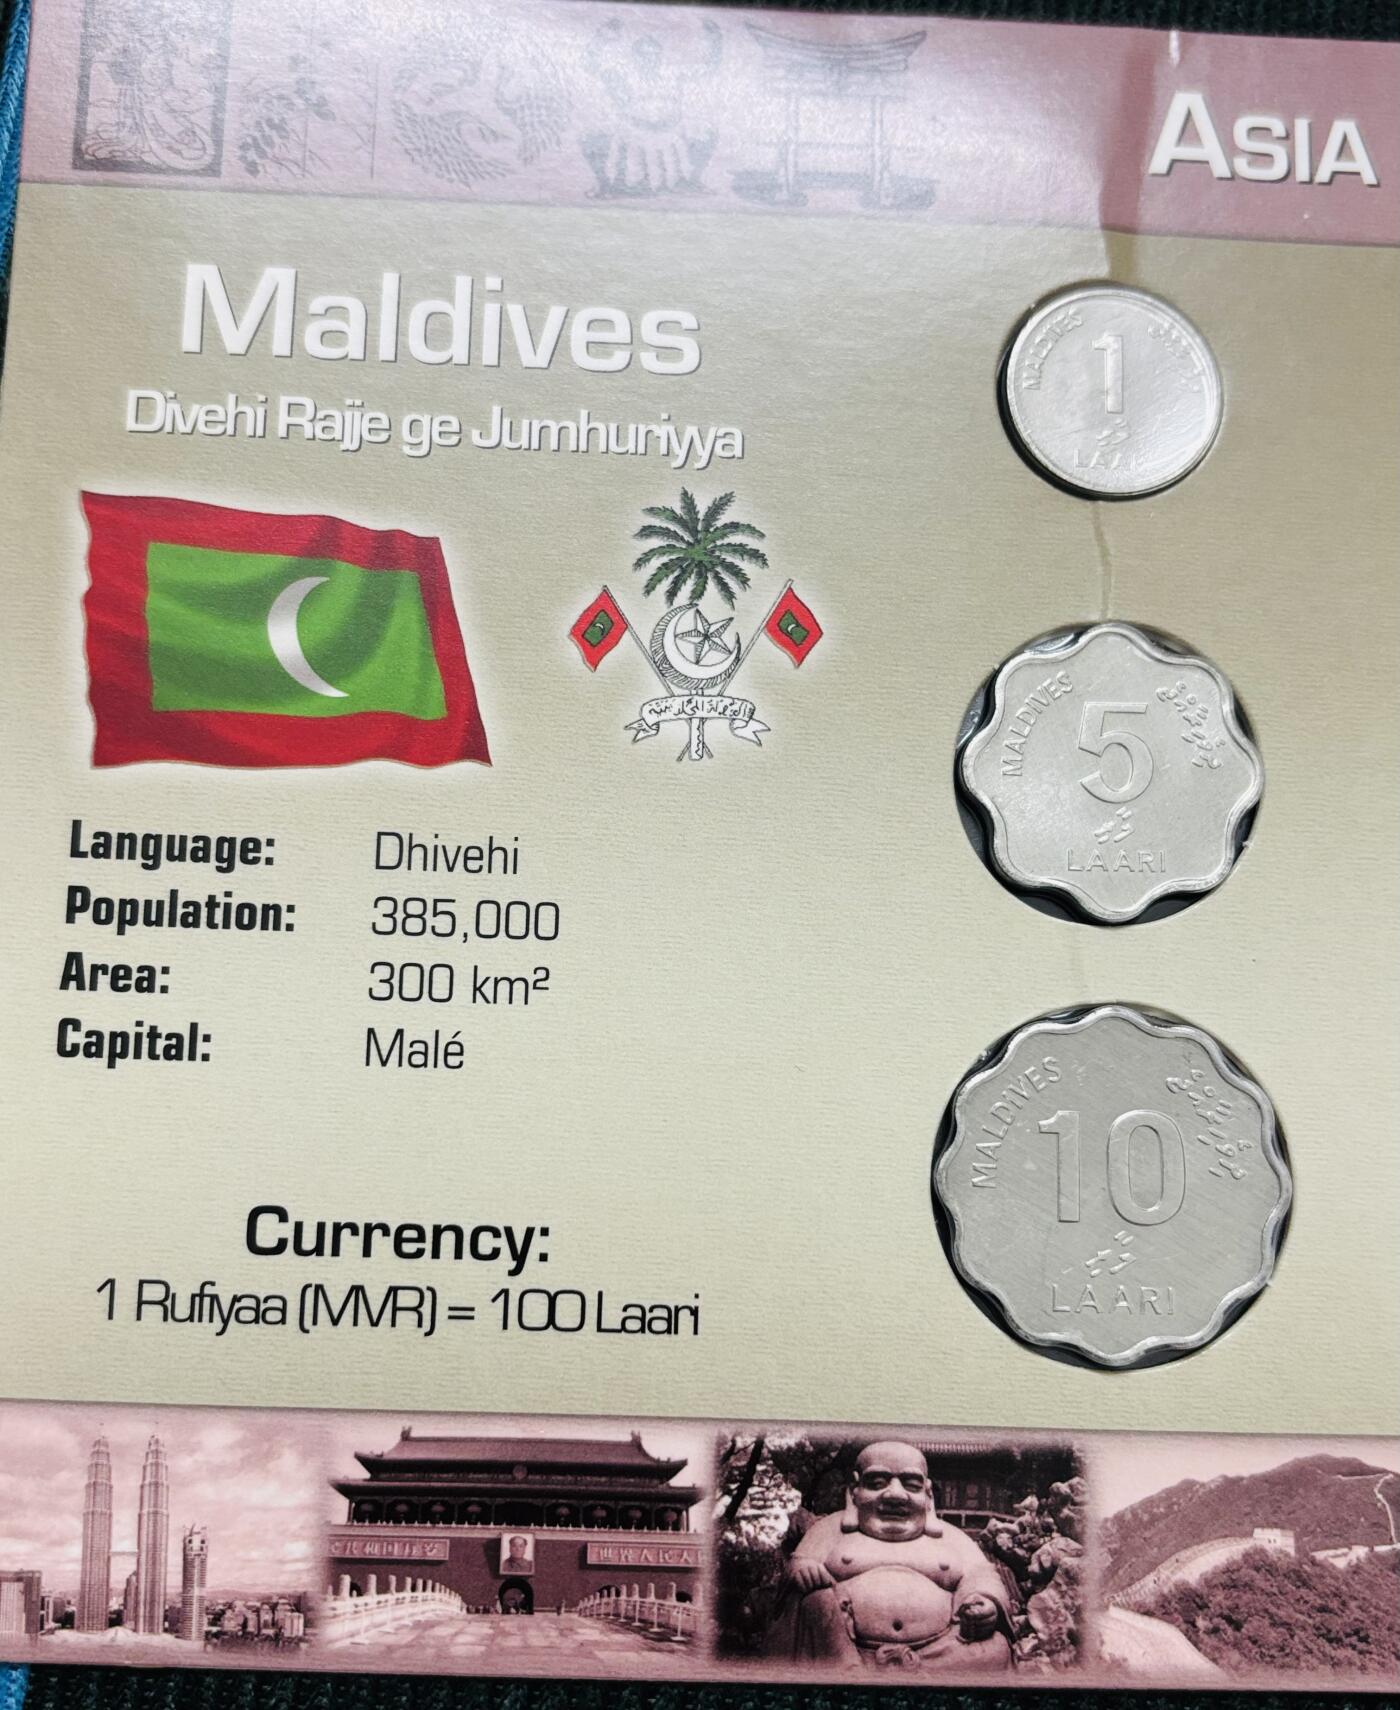 ASIA
Maldives
Divehi Rajje ge Jumhuriyya
Language: Dhivehi
Population: 385,000
Area: 300 km²
Capital: Malé
Currency:
1 Rufiyaa (MVR) = 100 Laari
MALDIVES
1
ލާރި
LAARI
MALDIVES
5
ލާރި
LAARI
MALDIVES
10
ލާރި
LAARI